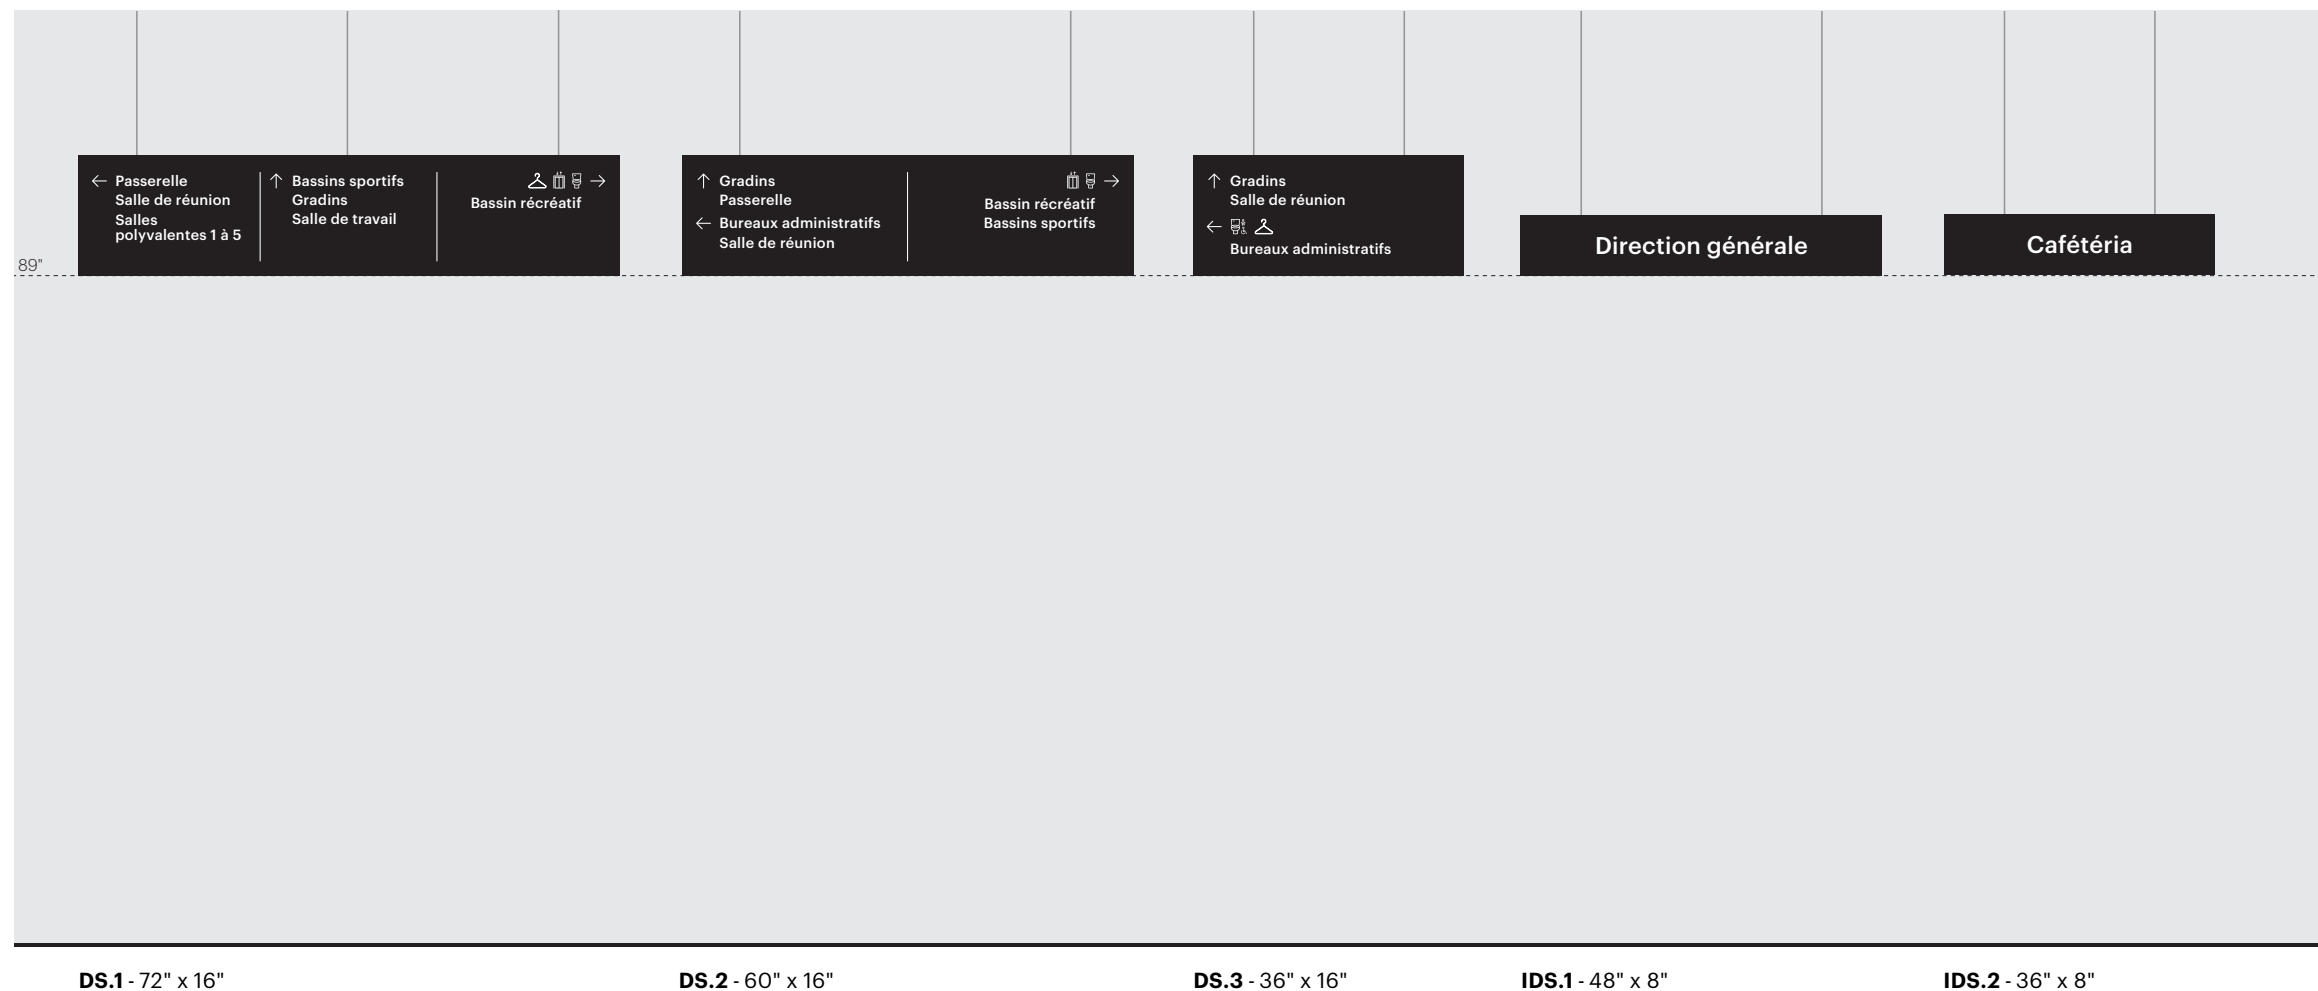 ← Passerelle
Salle de réunion
Salles
polyvalentes 1 à 5
↑ Bassins sportifs
Gradins
Salle de travail
→
Bassin récréatif
↑ Gradins
Passerelle
← Bureaux administratifs
Salle de réunion
→
Bassin récréatif
Bassins sportifs
↑ Gradins
Salle de réunion
←
Bureaux administratifs
Direction générale
Cafétéria
89"
DS.1 - 72" x 16"
DS.2 - 60" x 16"
DS.3 - 36" x 16"
IDS.1 - 48" x 8"
IDS.2 - 36" x 8"